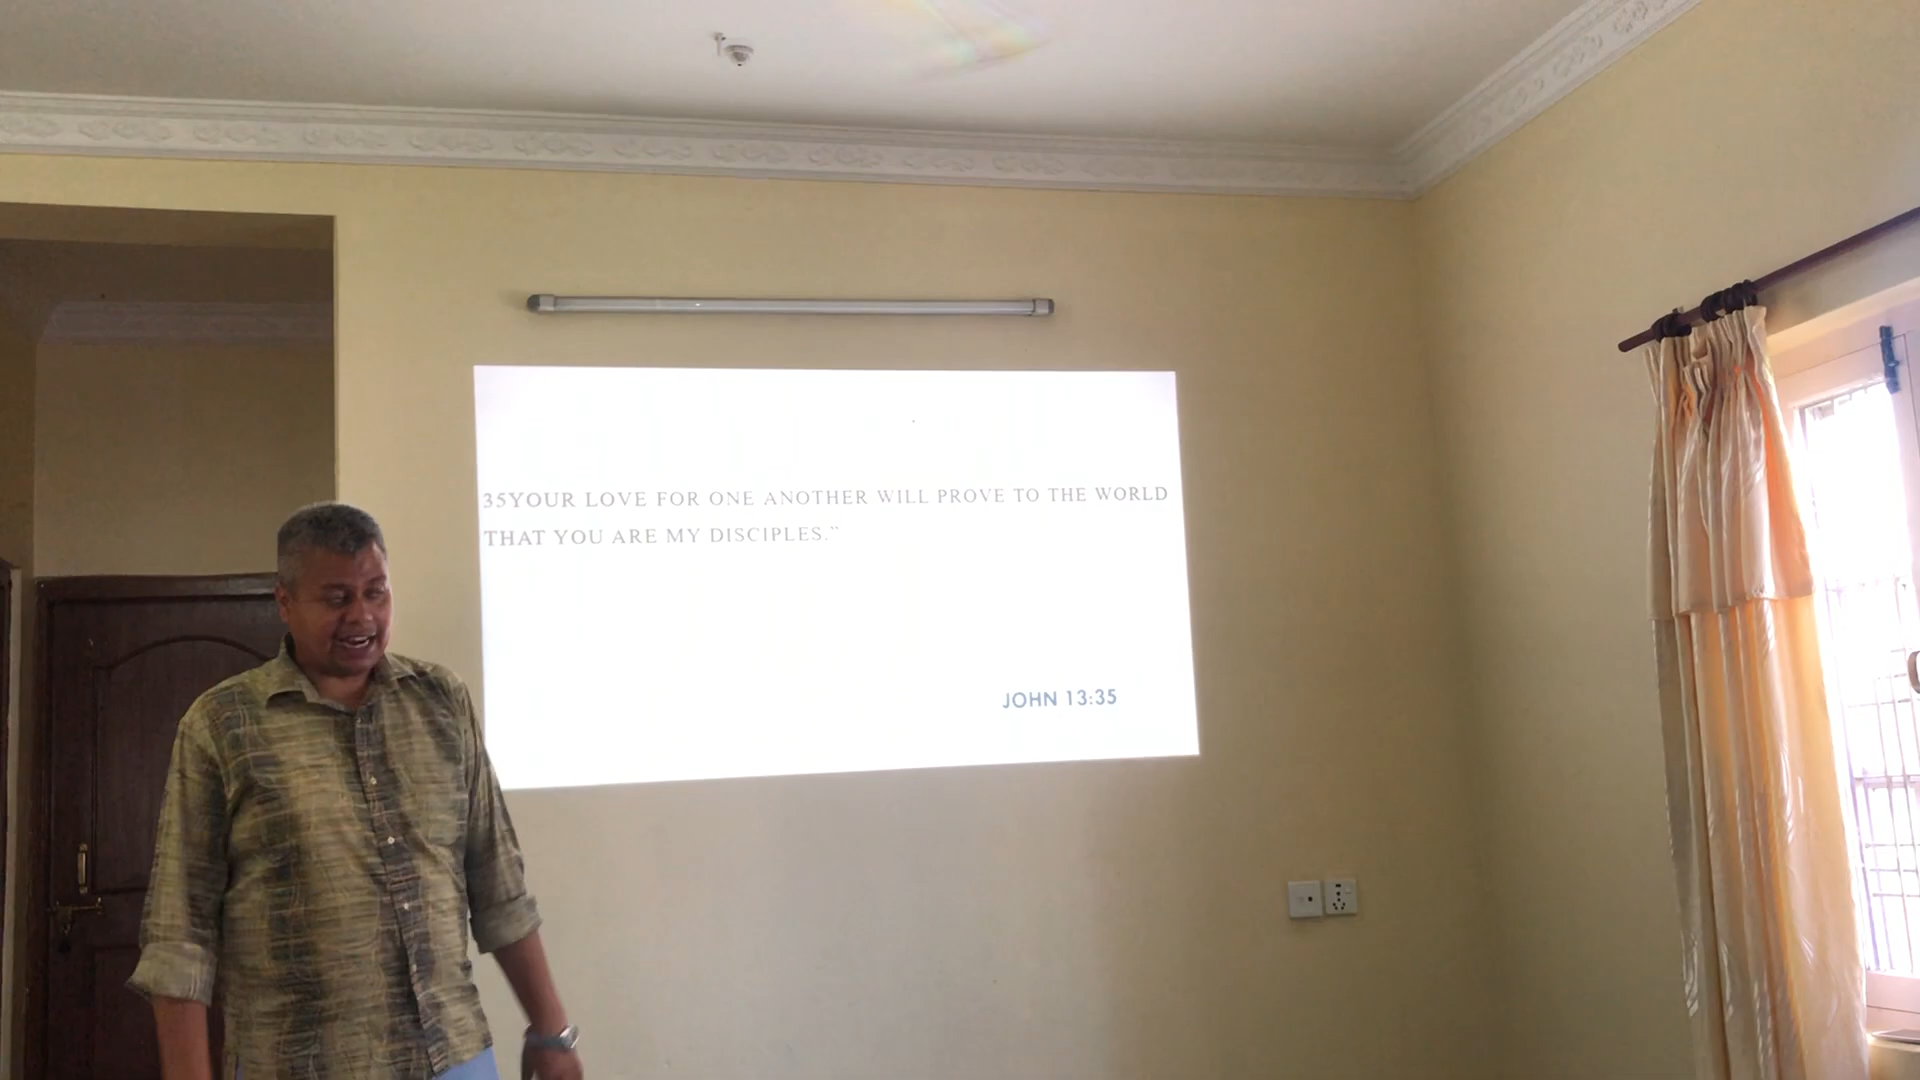 35YOUR LOVE FOR ONE ANOTHER WILL PROVE TO THE WORLD
THAT YOU ARE MY DISCIPLES.”
JOHN 13:35